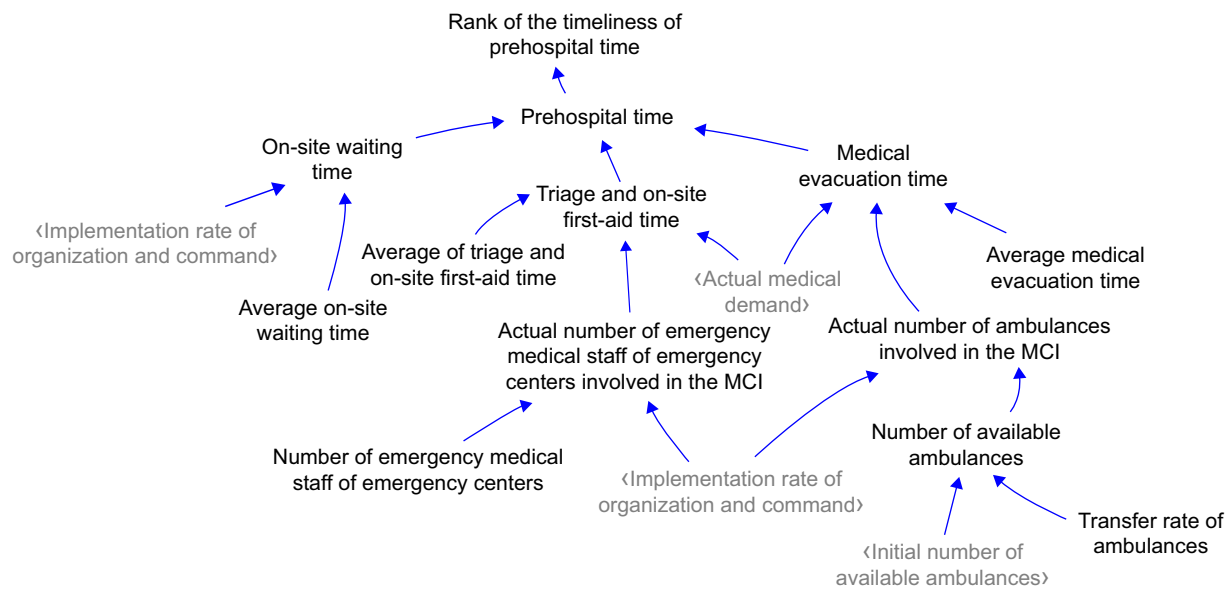 Rank of the timeliness of
prehospital time
Prehospital time
On-site waiting
time
Medical
evacuation time
Triage and on-site
first-aid time
‹Implementation rate of
organization and command›
Average of triage and
on-site first-aid time
‹Actual medical
demand›
Average medical
evacuation time
Average on-site
waiting time
Actual number of emergency
medical staff of emergency
centers involved in the MCI
Actual number of ambulances
involved in the MCI
Number of emergency medical
staff of emergency centers
‹Implementation rate of
organization and command›
Number of available
ambulances
‹Initial number of
available ambulances›
Transfer rate of
ambulances